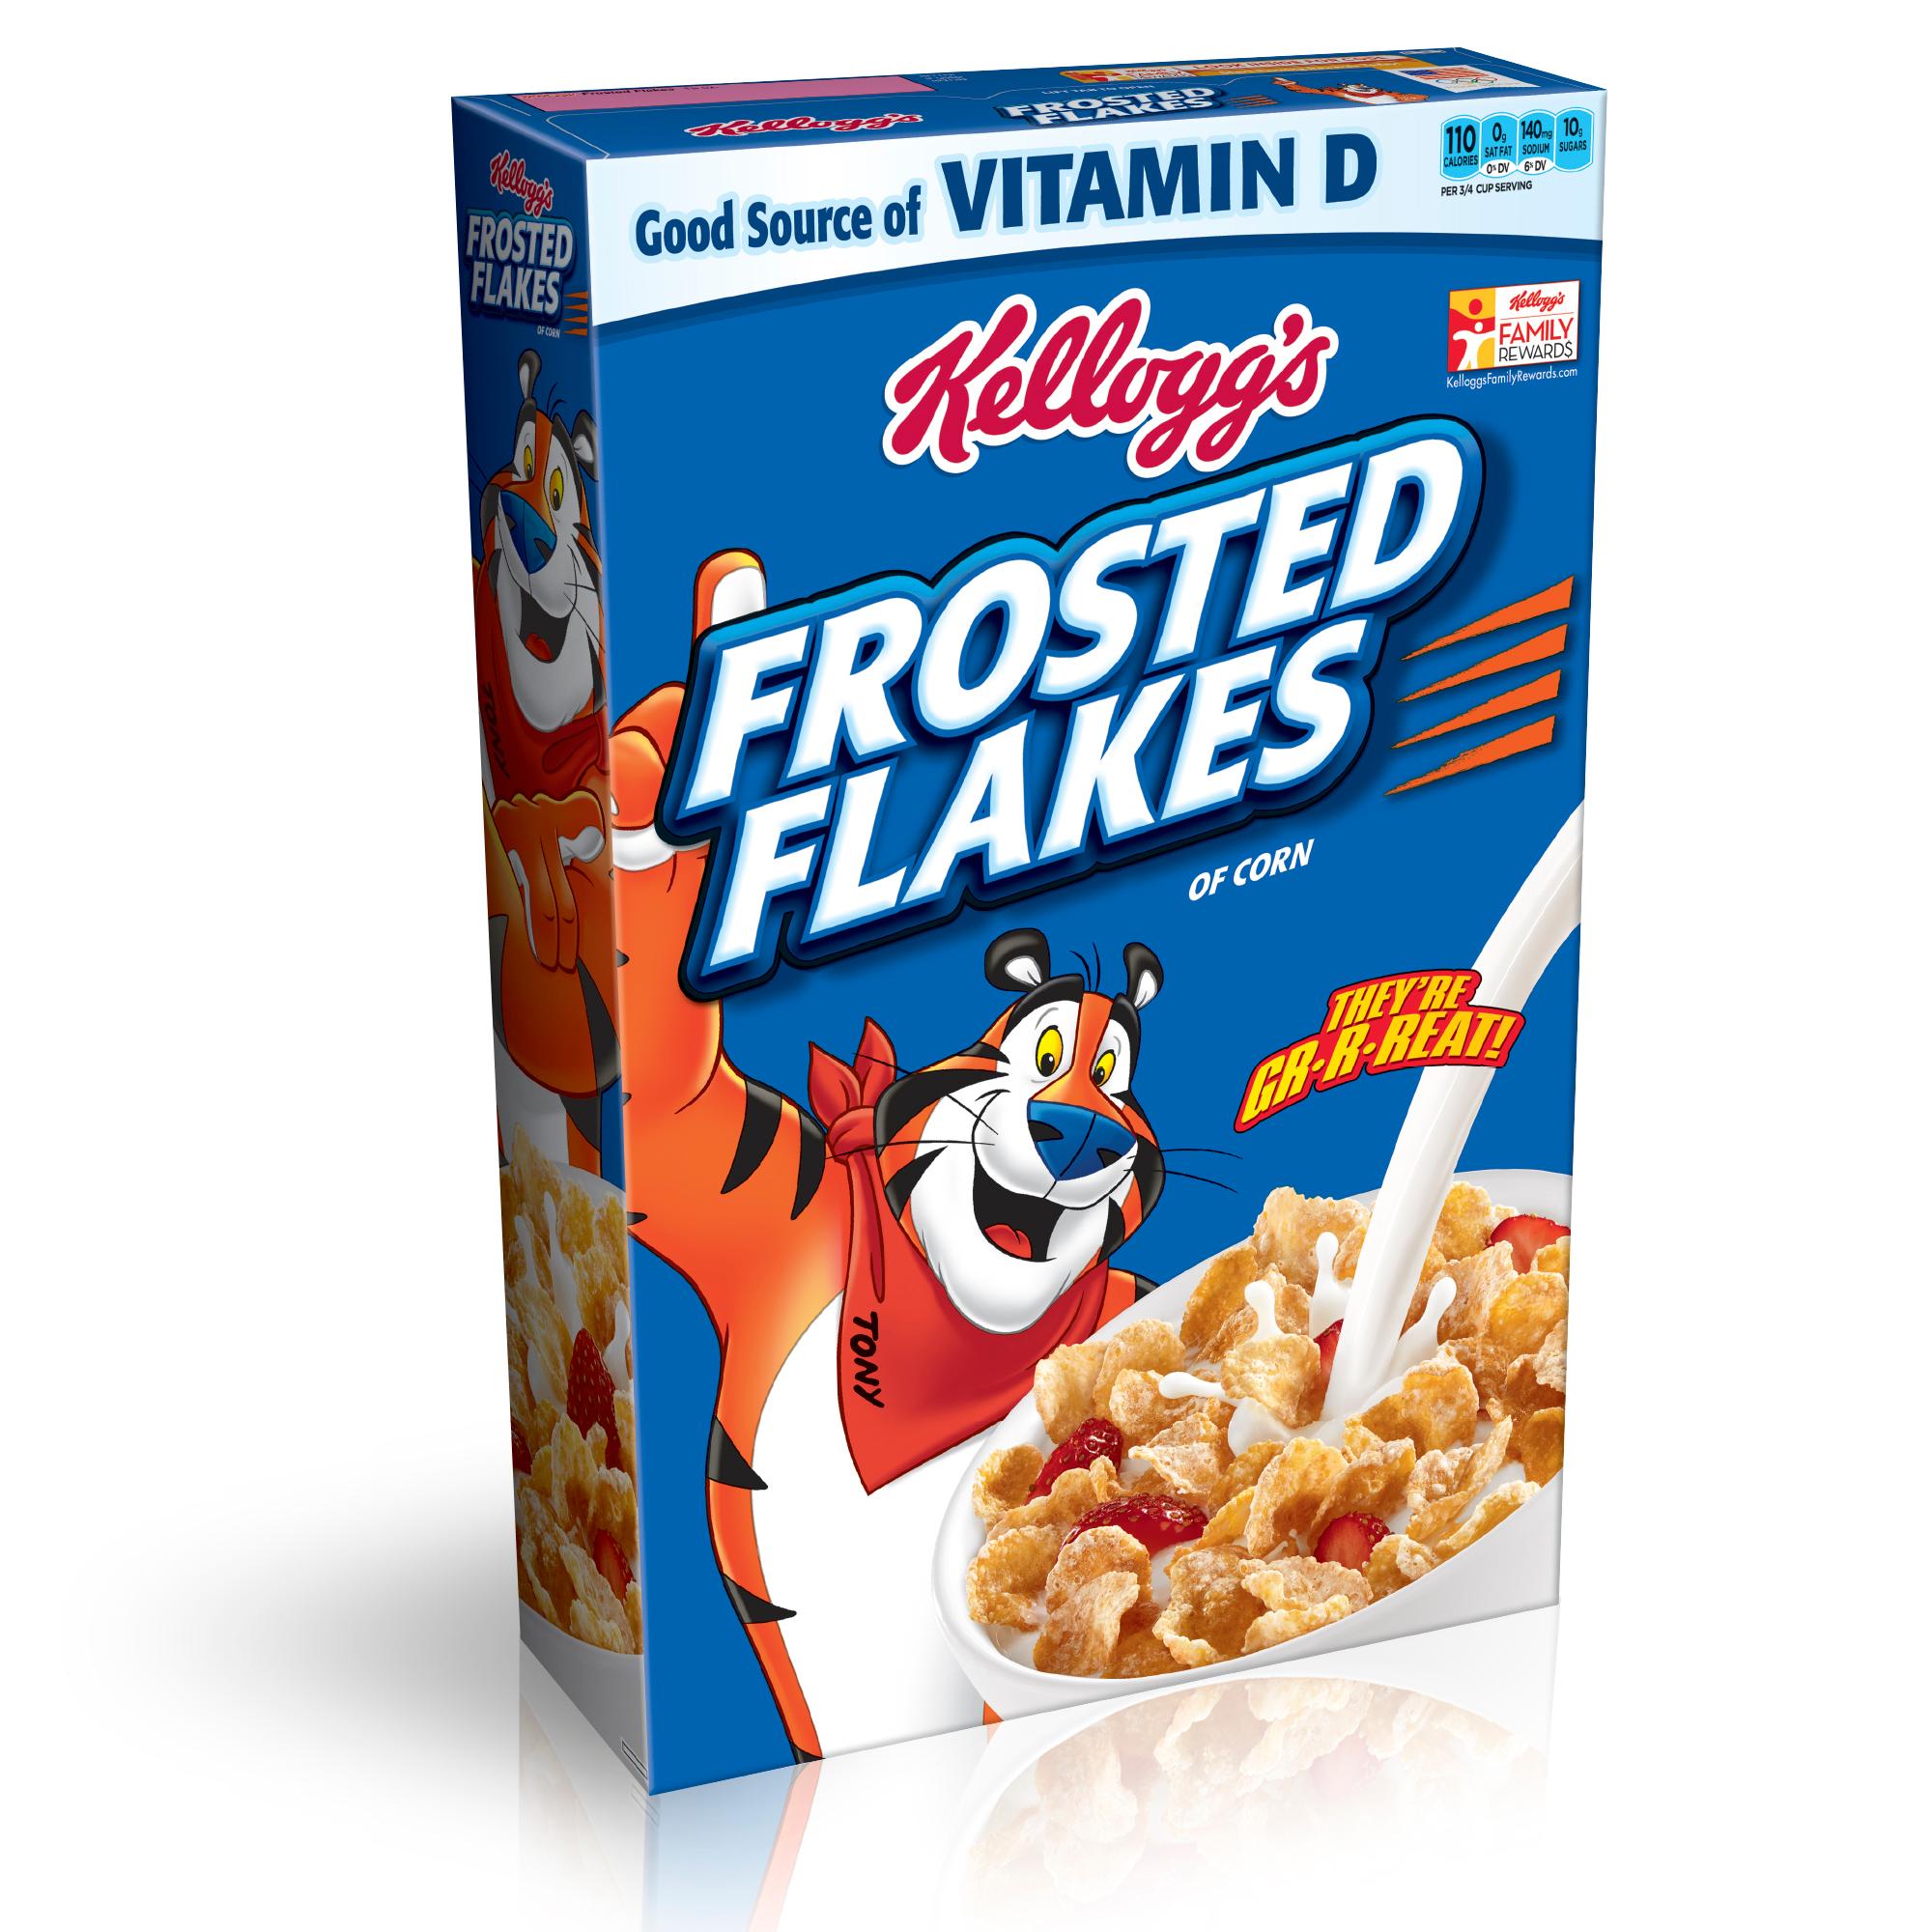 Kellogg's
FROSTED
FLAKES
Good Source of VITAMIN D
110
CALORIES
0g
SAT FAT
0% DV
140mg
SODIUM
6% DV
10g
SUGARS
PER 3/4 CUP SERVING
Kellogg's
FROSTED
FLAKES
OF CORN
Kellogg's
FAMILY
REWARDS
KelloggsFamilyRewards.com
Kellogg's
FROSTED
FLAKES
OF CORN
THEY'RE
GR·R·REAT!
TONY
TONY